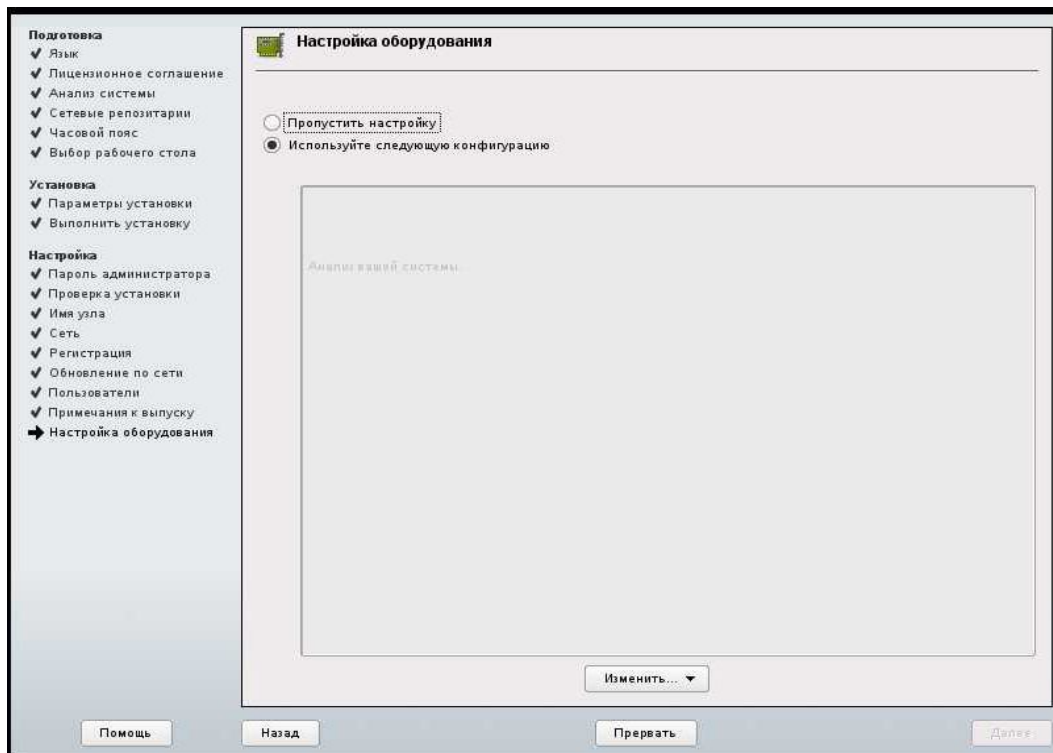 Подготовка
Язык
Лицензионное соглашение
Анализ системы
Сетевые репозитарии
Часовой пояс
Выбор рабочего стола
Установка
Параметры установки
Выполнить установку
Настройка
Пароль администратора
Проверка установки
Имя узла
Сеть
Регистрация
Обновление по сети
Пользователи
Примечания к выпуску
Настройка оборудования
Настройка оборудования
Пропустить настройку
Используйте следующую конфигурацию
Анализ вашей системы
Изменить...
Помощь
Назад
Прервать
Далее